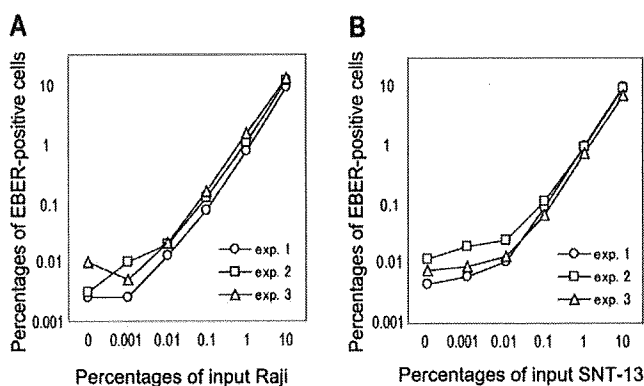 A
Percentages of EBER-positive cells
10
1
0.1
0.01
0.001
exp. 1
exp. 2
exp. 3
0 0.001 0.01 0.1 1 10
Percentages of input Raji
B
Percentages of EBER-positive cells
10
1
0.1
0.01
0.001
exp. 1
exp. 2
exp. 3
0 0.001 0.01 0.1 1 10
Percentages of input SNT-13